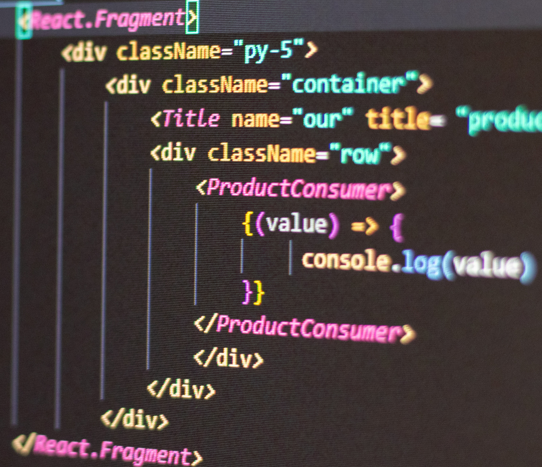 <React.Fragment>
<div className="py-5">
<div className="container">
<Title name="our" title= "produc
<div className="row">
<ProductConsumer>
{(value) => {
console.log(value)
}}
</ProductConsumer>
</div>
</div>
</div>
</React.Fragment>